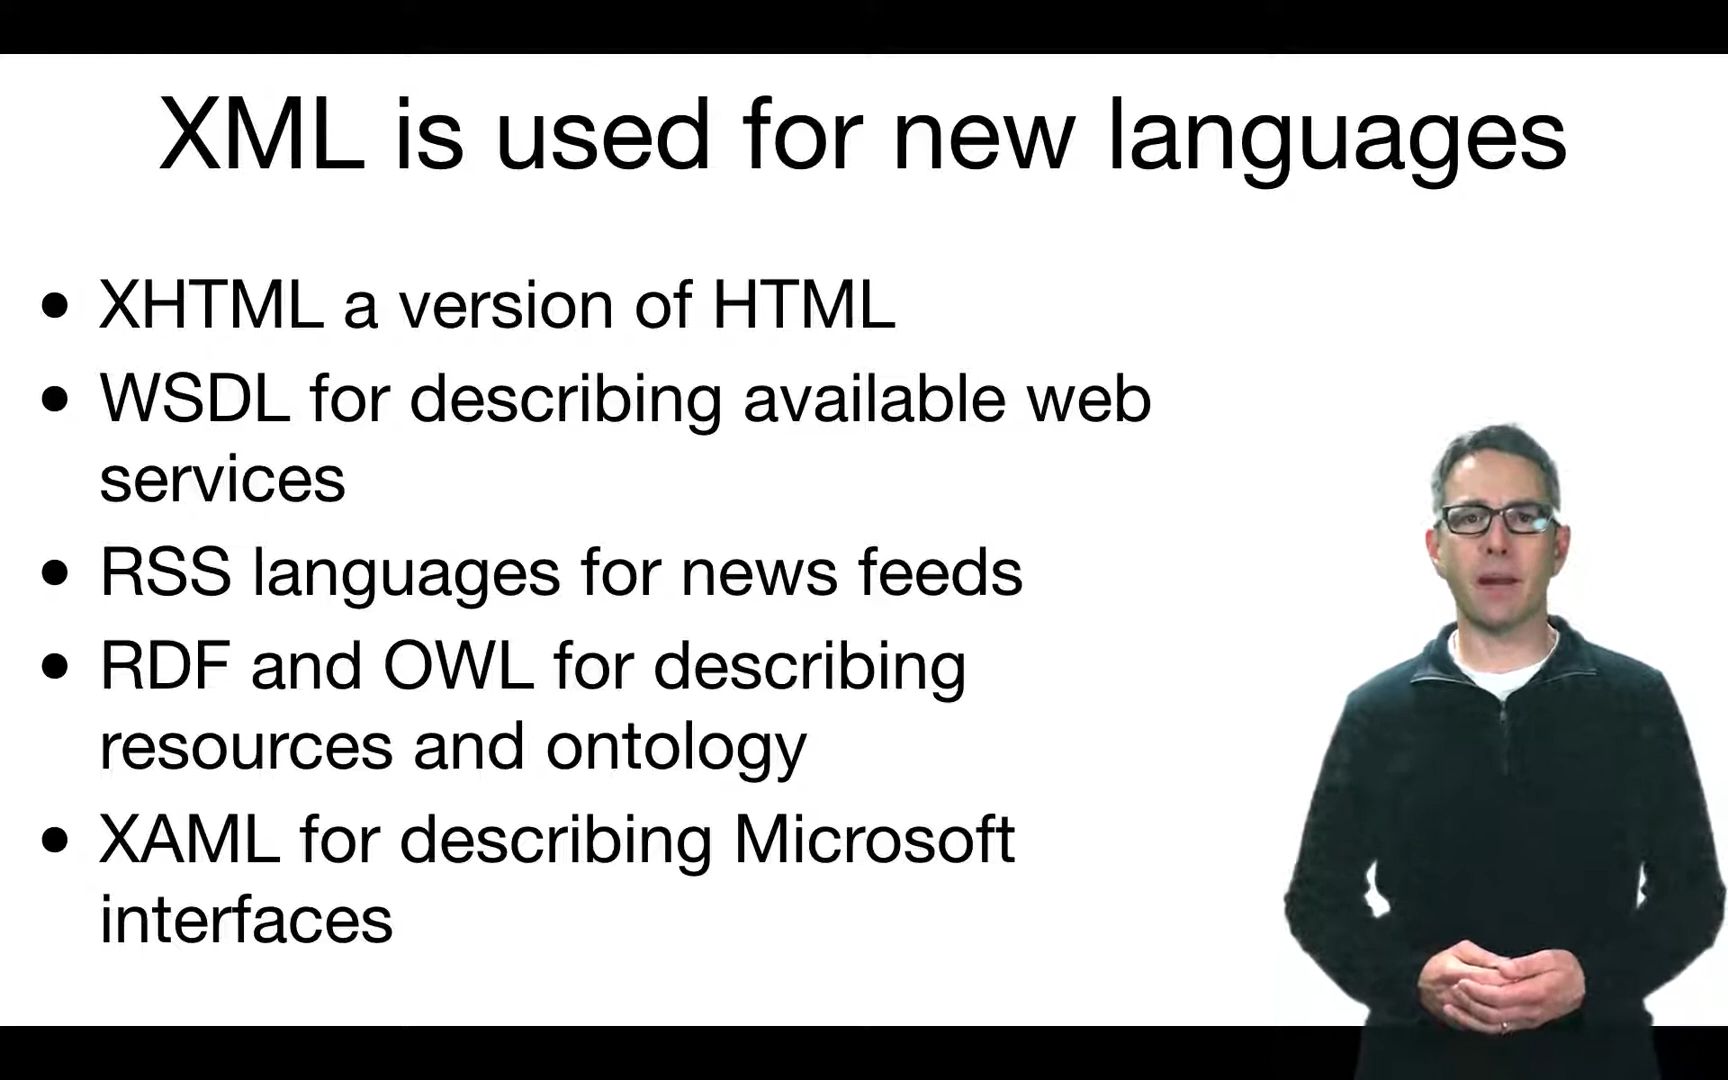 XML is used for new languages
• XHTML a version of HTML
• WSDL for describing available web
services
• RSS languages for news feeds
• RDF and OWL for describing
resources and ontology
• XAML for describing Microsoft
interfaces